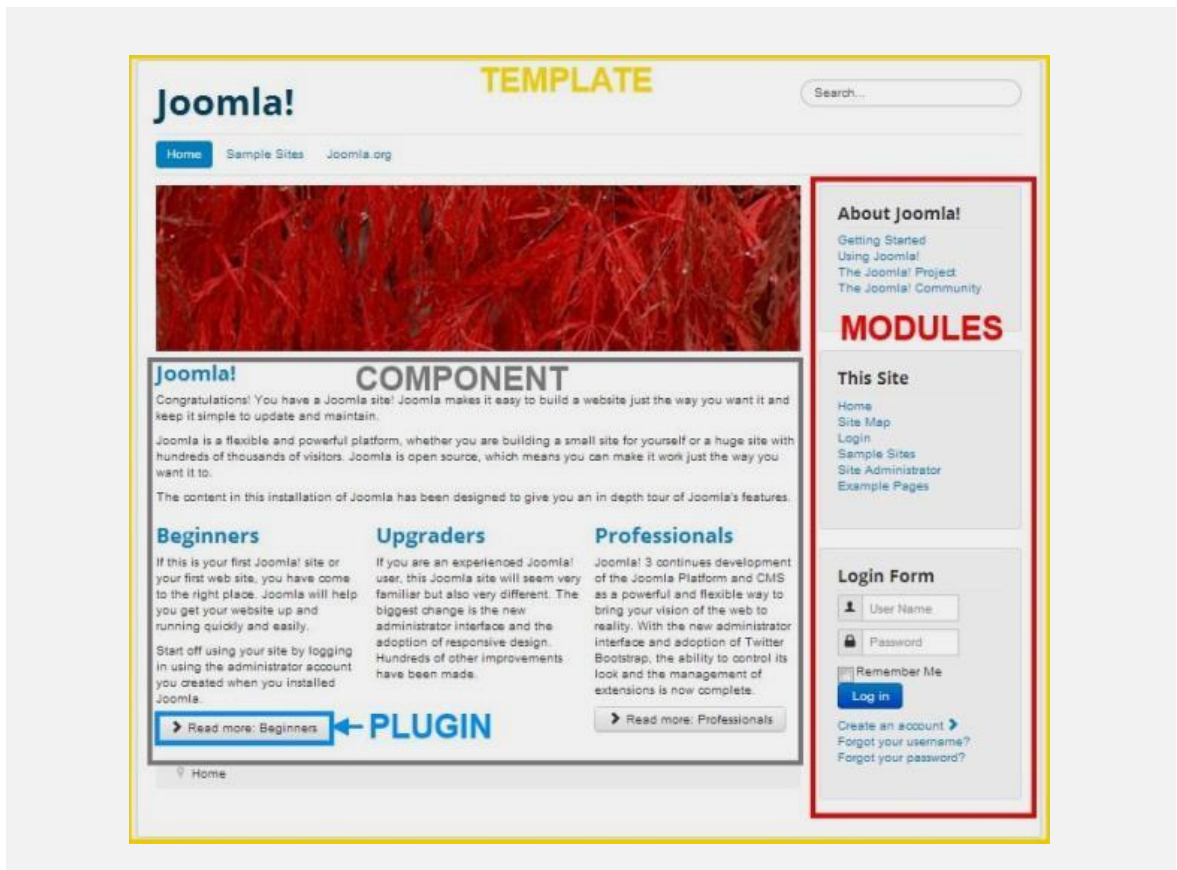 TEMPLATE
Joomla!
Search...
Home
Sample Sites
Joomla.org
COMPONENT
Joomla!
Congratulations! You have a Joomla site! Joomla makes it easy to build a website just the way you want it and
keep it simple to update and maintain.
Joomla is a flexible and powerful platform, whether you are building a small site for yourself or a huge site with
hundreds of thousands of visitors. Joomla is open source, which means you can make it work just the way you
want it to.
The content in this installation of Joomla has been designed to give you an in depth tour of Joomla's features.
Beginners
If this is your first Joomla! site or
your first web site, you have come
to the right place. Joomla will help
you get your website up and
running quickly and easily.
Start off using your site by logging
in using the administrator account
you created when you installed
Joomla.
Read more: Beginners
PLUGIN
Upgraders
If you are an experienced Joomla!
user, this Joomla site will seem very
familiar but also very different. The
biggest change is the new
administrator interface and the
adoption of responsive design.
Hundreds of other improvements
have been made.
Professionals
Joomla! 3 continues development
of the Joomla Platform and CMS
as a powerful and flexible way to
bring your vision of the web to
reality. With the new administrator
interface and adoption of Twitter
Bootstrap, the ability to control its
look and the management of
extensions is now complete.
Read more: Professionals
Home
About Joomla!
Getting Started
Using Joomla!
The Joomla! Project
The Joomla! Community
MODULES
This Site
Home
Site Map
Login
Sample Sites
Site Administrator
Example Pages
Login Form
User Name
Password
Remember Me
Log in
Create an account
Forgot your username?
Forgot your password?